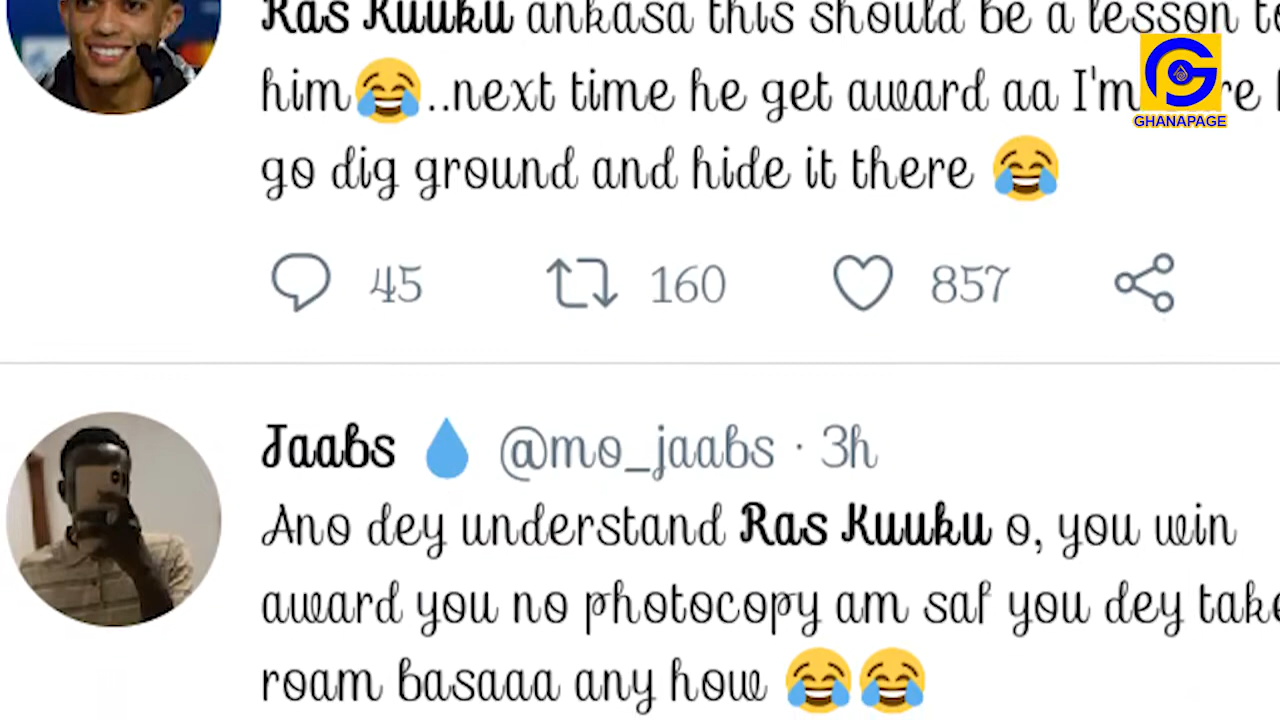 Ras Kuuku ankasa this should be a lesson
him😂..next time he get award aa I'm
go dig ground and hide it there 😂
GHANAPAGE
45 160 857
Jaabs 💧 @mo_jaabs · 3h
Ano dey understand Ras Kuuku o, you win
award you no photocopy am saf you dey take
roam basaaa any how 😂😂